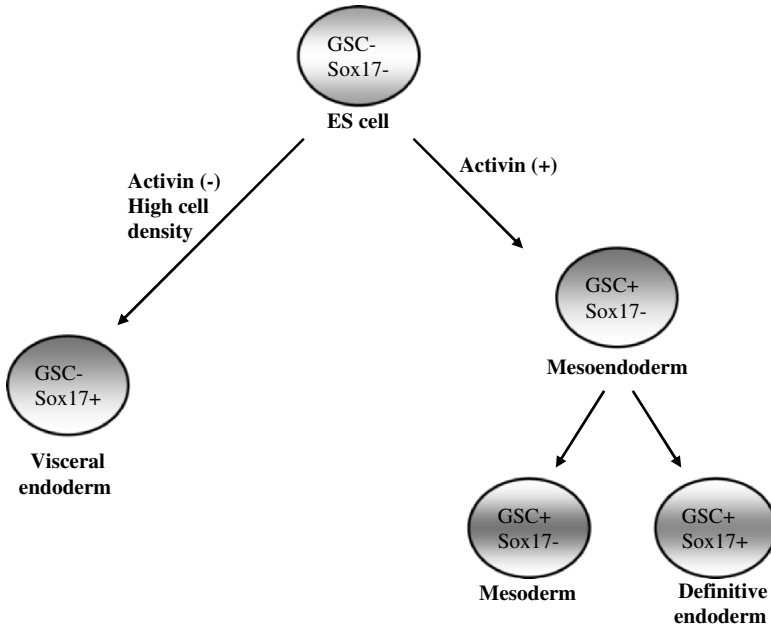 GSC-
Sox17-
ES cell
Activin (-)
High cell
density
Activin (+)
GSC+
Sox17-
Mesoendoderm
GSC-
Sox17+
Visceral
endoderm
GSC+
Sox17-
Mesoderm
GSC+
Sox17+
Definitive
endoderm